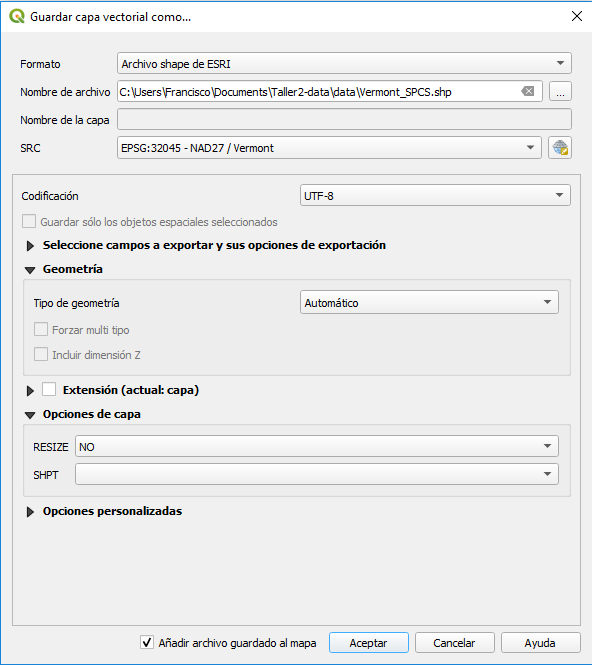 Guardar capa vectorial como...
Formato Archivo shape de ESRI
Nombre de archivo C:\Users\Francisco\Documents\Taller2-data\data\Vermont_SPCS.shp ...
Nombre de la capa
SRC EPSG:32045 - NAD27 / Vermont
Codificación UTF-8
Guardar sólo los objetos espaciales seleccionados
Seleccione campos a exportar y sus opciones de exportación
Geometría
Tipo de geometría Automático
Forzar multi tipo
Incluir dimensión Z
Extensión (actual: capa)
Opciones de capa
RESIZE NO
SHPT
Opciones personalizadas
Añadir archivo guardado al mapa Aceptar Cancelar Ayuda